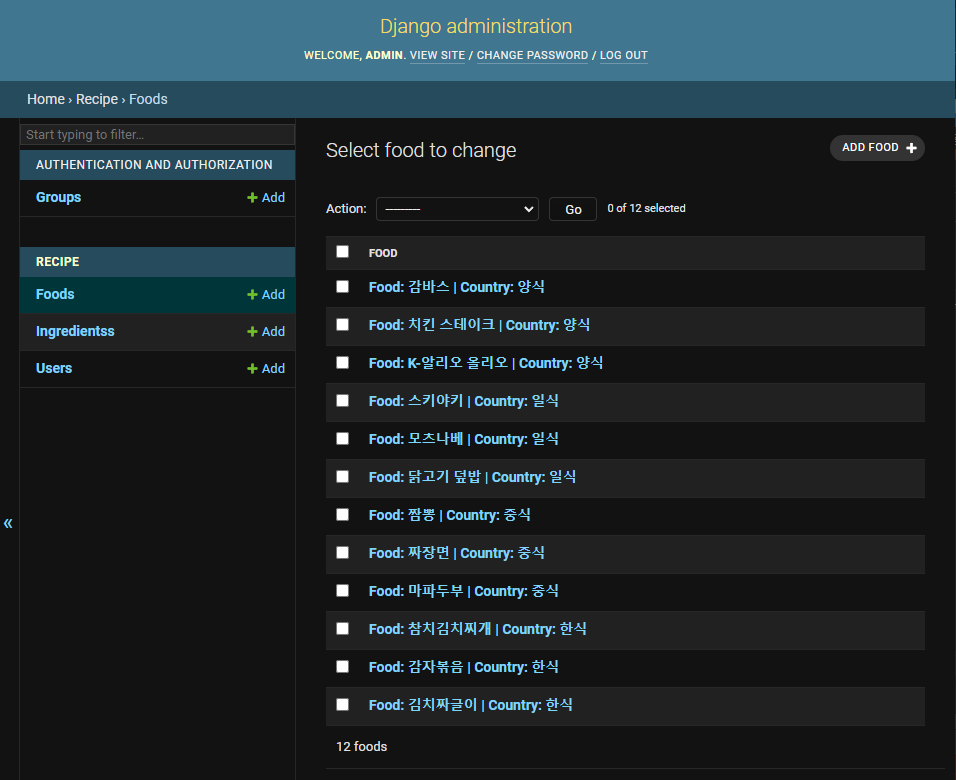 Django administration
WELCOME, ADMIN. VIEW SITE / CHANGE PASSWORD / LOG OUT
Home › Recipe › Foods
Start typing to filter...
AUTHENTICATION AND AUTHORIZATION
Groups + Add
RECIPE
Foods + Add
Ingredientss + Add
Users + Add
«
Select food to change
ADD FOOD +
Action: --------- Go 0 of 12 selected
FOOD
Food: 감바스 | Country: 양식
Food: 치킨 스테이크 | Country: 양식
Food: K-알리오 올리오 | Country: 양식
Food: 스키야키 | Country: 일식
Food: 모츠나베 | Country: 일식
Food: 닭고기 덮밥 | Country: 일식
Food: 짬뽕 | Country: 중식
Food: 짜장면 | Country: 중식
Food: 마파두부 | Country: 중식
Food: 참치김치찌개 | Country: 한식
Food: 감자볶음 | Country: 한식
Food: 김치짜글이 | Country: 한식
12 foods